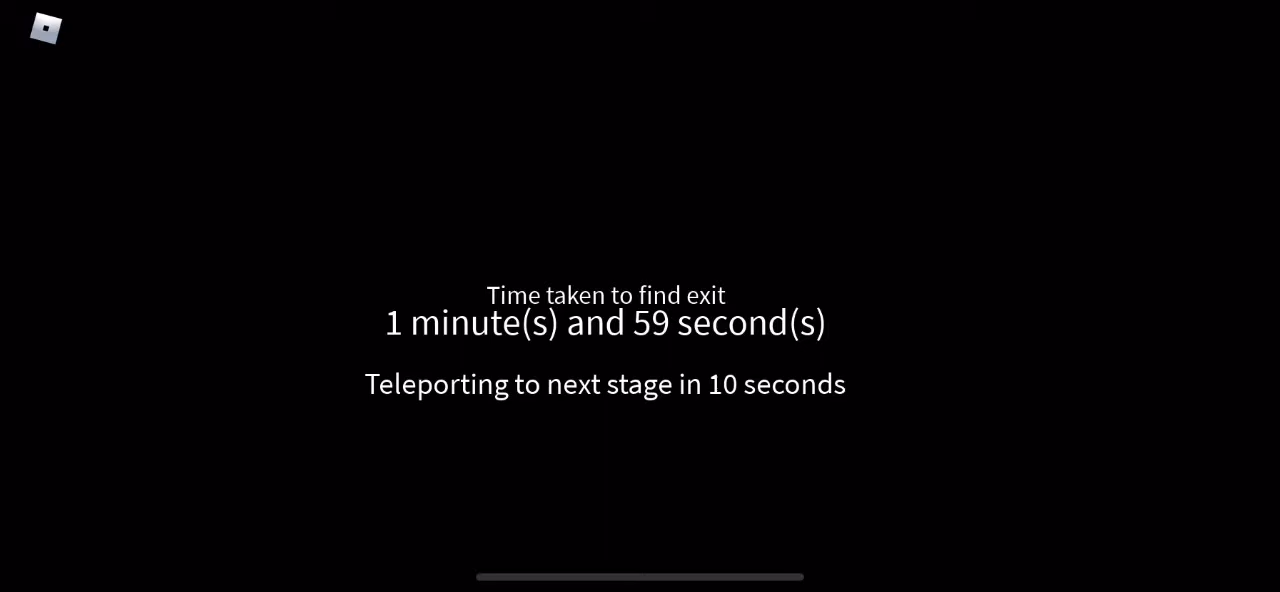 Time taken to find exit
1 minute(s) and 59 second(s)
Teleporting to next stage in 10 seconds